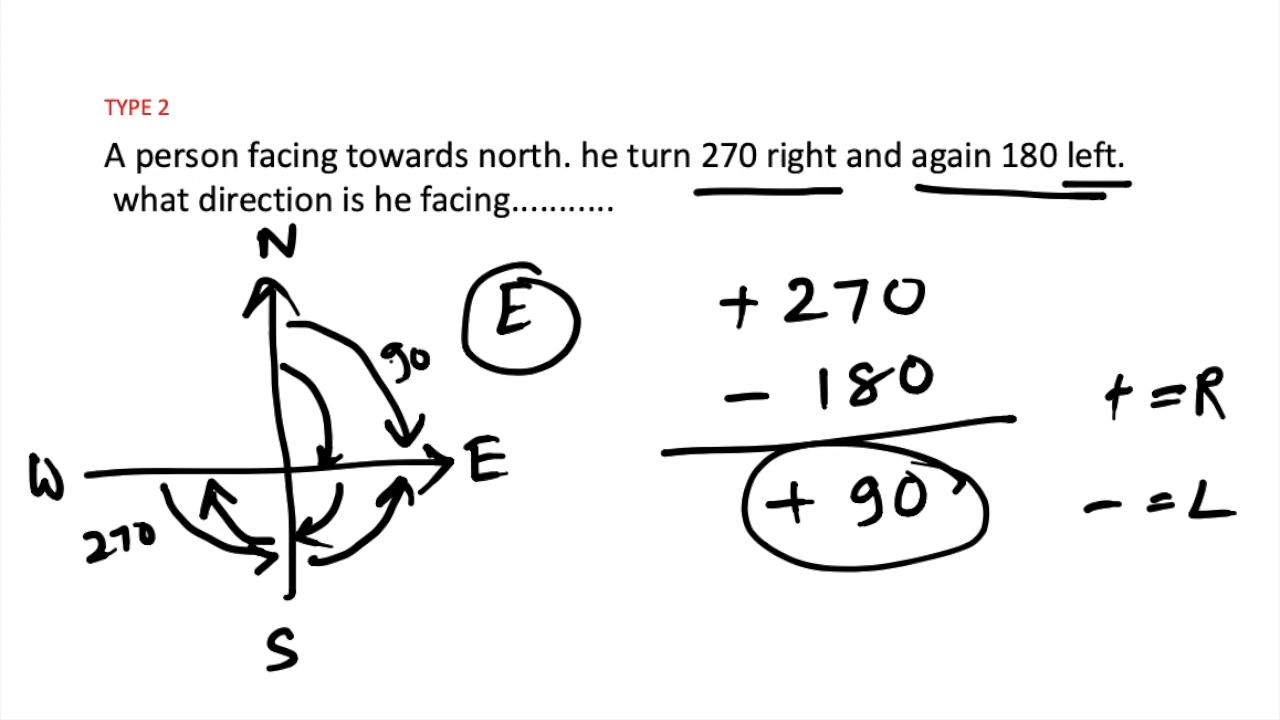 TYPE 2
A person facing towards north. he turn 270 right and again 180 left.
what direction is he facing...........
N
E
90
W
E
270
S
+ 270
- 180
+ 90
+ = R
- = L